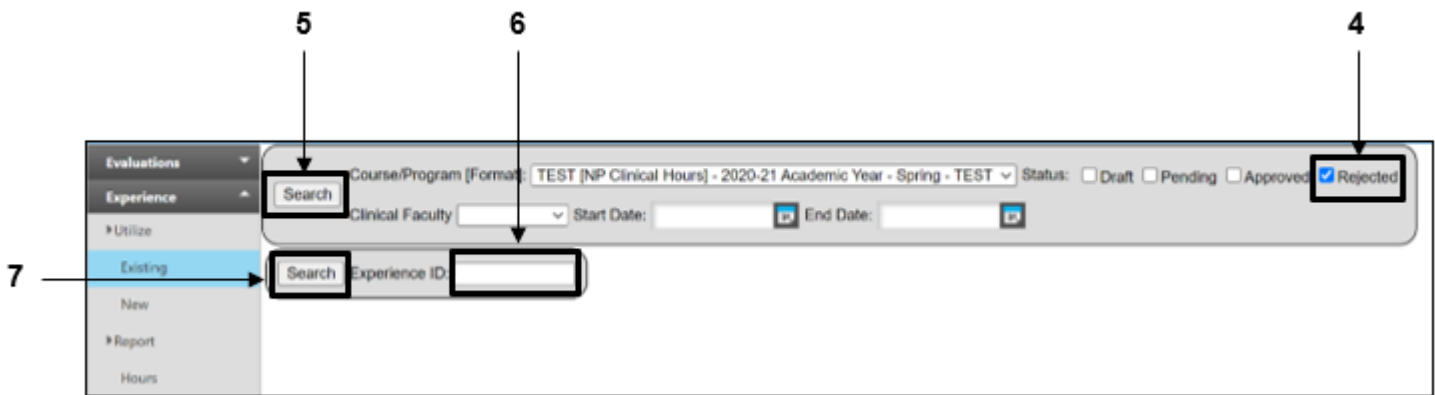 5 6 4
Evaluations
Experience
Utilize
Existing
New
Report
Hours
Search Course/Program [Format]: TEST [NP Clinical Hours] - 2020-21 Academic Year - Spring - TEST Status: Draft Pending Approved Rejected
Clinical Faculty Start Date: End Date:
7
Search Experience ID: